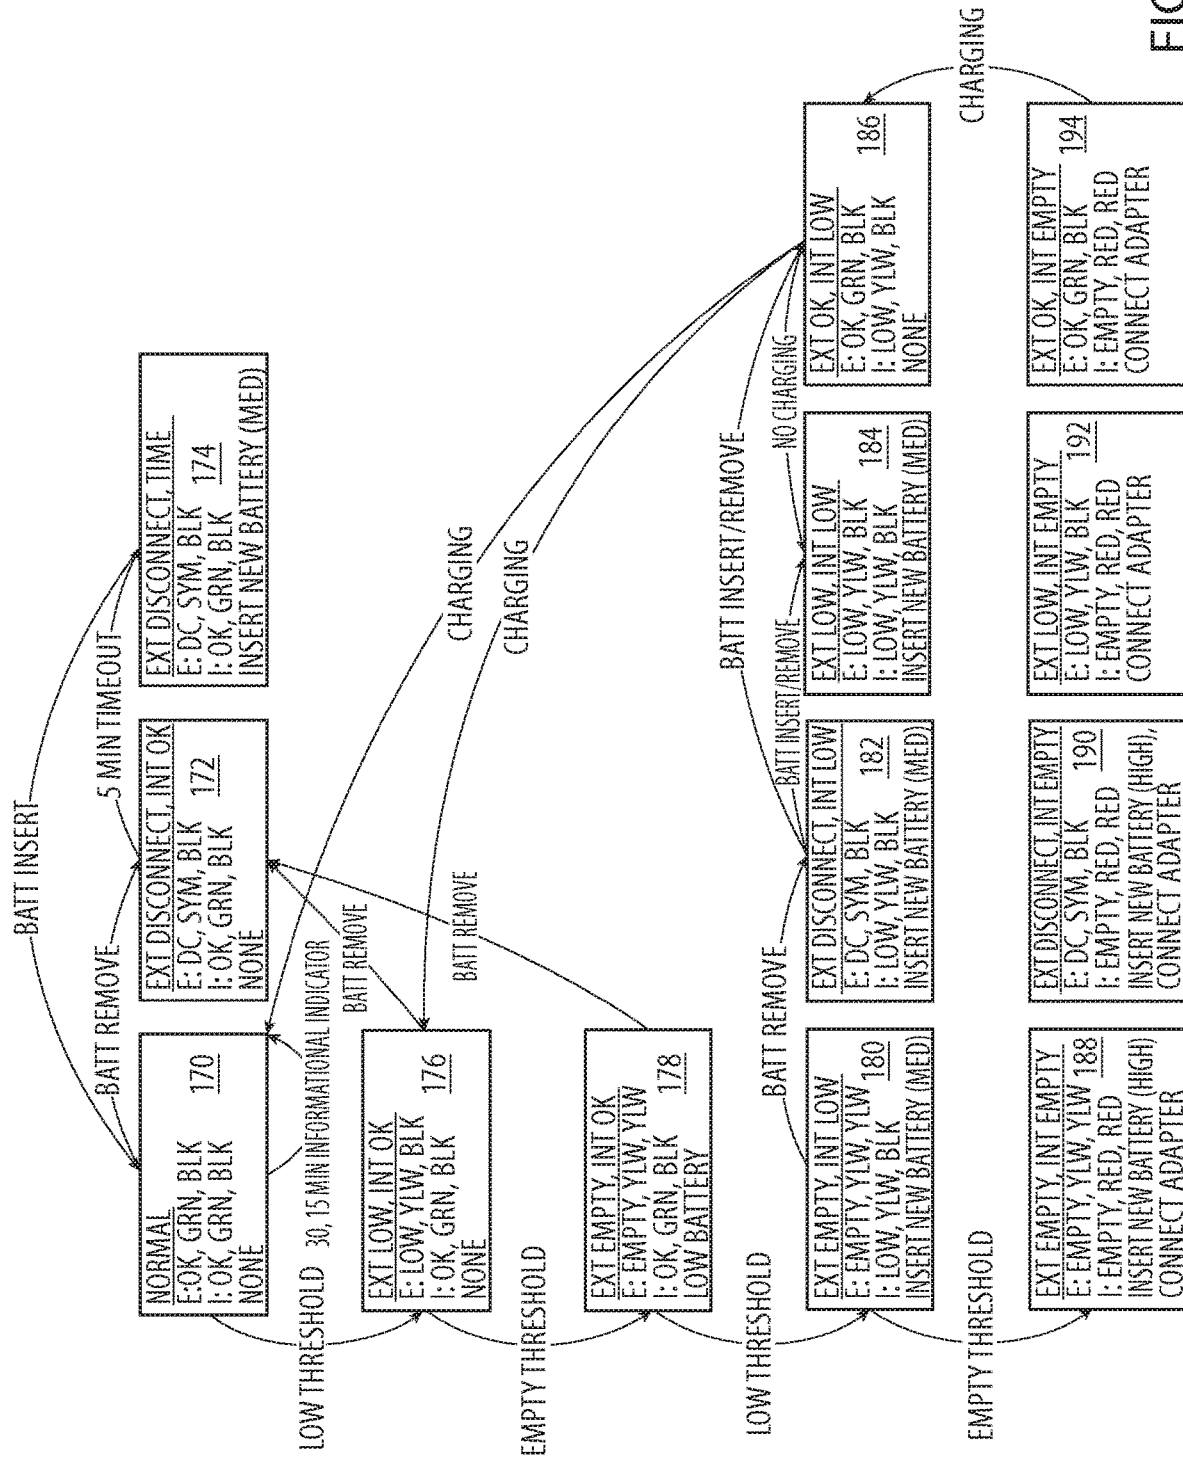 BATT INSERT
BATT REMOVE
5 MIN TIMEOUT
NORMAL
E:OK, GRN, BLK
I: OK, GRN, BLK
NONE
170
EXT DISCONNECT, INT OK
E: DC, SYM, BLK
I: OK, GRN, BLK
NONE
172
EXT DISCONNECT, TIME
E: DC, SYM, BLK
I: OK, GRN, BLK
INSERT NEW BATTERY (MED)
174
LOW THRESHOLD
30, 15 MIN INFORMATIONAL INDICATOR
BATT REMOVE
CHARGING
EXT LOW, INT OK
E: LOW, YLW, BLK
I: OK, GRN, BLK
NONE
176
BATT REMOVE
CHARGING
EMPTY THRESHOLD
EXT EMPTY, INT OK
E: EMPTY, YLW, YLW
I: OK, GRN, BLK
LOW BATTERY
178
LOW THRESHOLD
BATT REMOVE
BATT INSERT/REMOVE
BATT INSERT/REMOVE
NO CHARGING
EXT EMPTY, INT LOW
E: EMPTY, YLW, YLW
I: LOW, YLW, BLK
INSERT NEW BATTERY (MED)
180
EXT DISCONNECT, INT LOW
E: DC, SYM, BLK
I: LOW, YLW, BLK
INSERT NEW BATTERY (MED)
182
EXT LOW, INT LOW
E: LOW, YLW, BLK
I: LOW, YLW, BLK
INSERT NEW BATTERY (MED)
184
EXT OK, INT LOW
E: OK, GRN, BLK
I: LOW, YLW, BLK
NONE
186
EMPTY THRESHOLD
CHARGING
EXT EMPTY, INT EMPTY
E: EMPTY, YLW, YLW
I: EMPTY, RED, RED
INSERT NEW BATTERY (HIGH)
CONNECT ADAPTER
188
EXT DISCONNECT, INT EMPTY
E: DC, SYM, BLK
I: EMPTY, RED, RED
INSERT NEW BATTERY (HIGH),
CONNECT ADAPTER
190
EXT LOW, INT EMPTY
E: LOW, YLW, BLK
I: EMPTY, RED, RED
CONNECT ADAPTER
192
EXT OK, INT EMPTY
E: OK, GRN, BLK
I: EMPTY, RED, RED
CONNECT ADAPTER
194